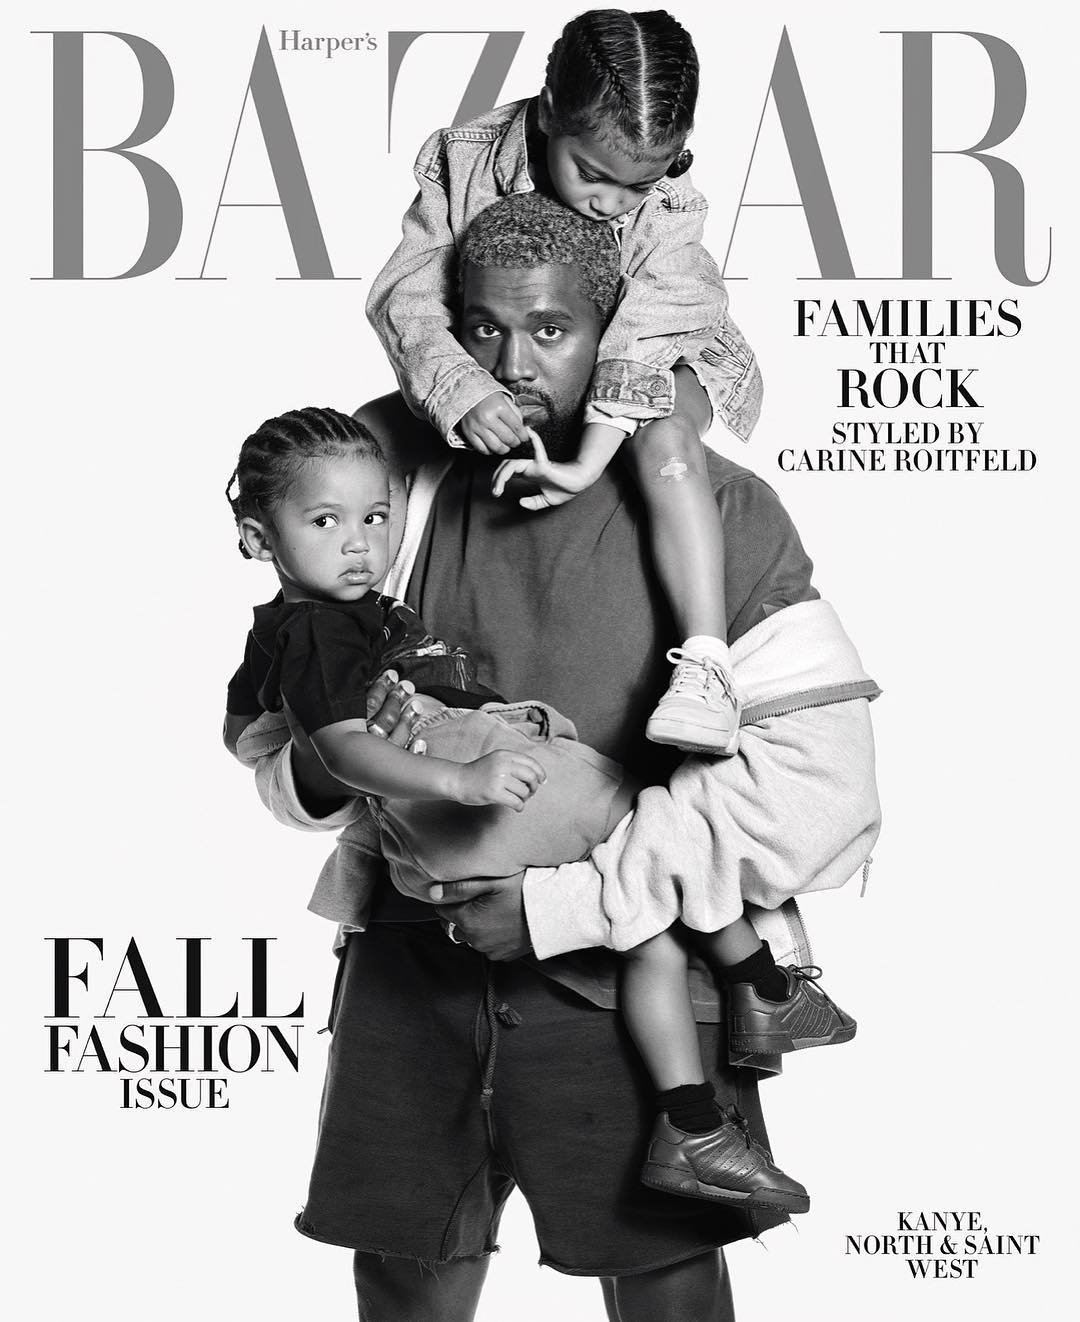 Harper's
BAZAAR
FAMILIES
THAT
ROCK
STYLED BY
CARINE ROITFELD
FALL
FASHION
ISSUE
KANYE,
NORTH & SAINT
WEST